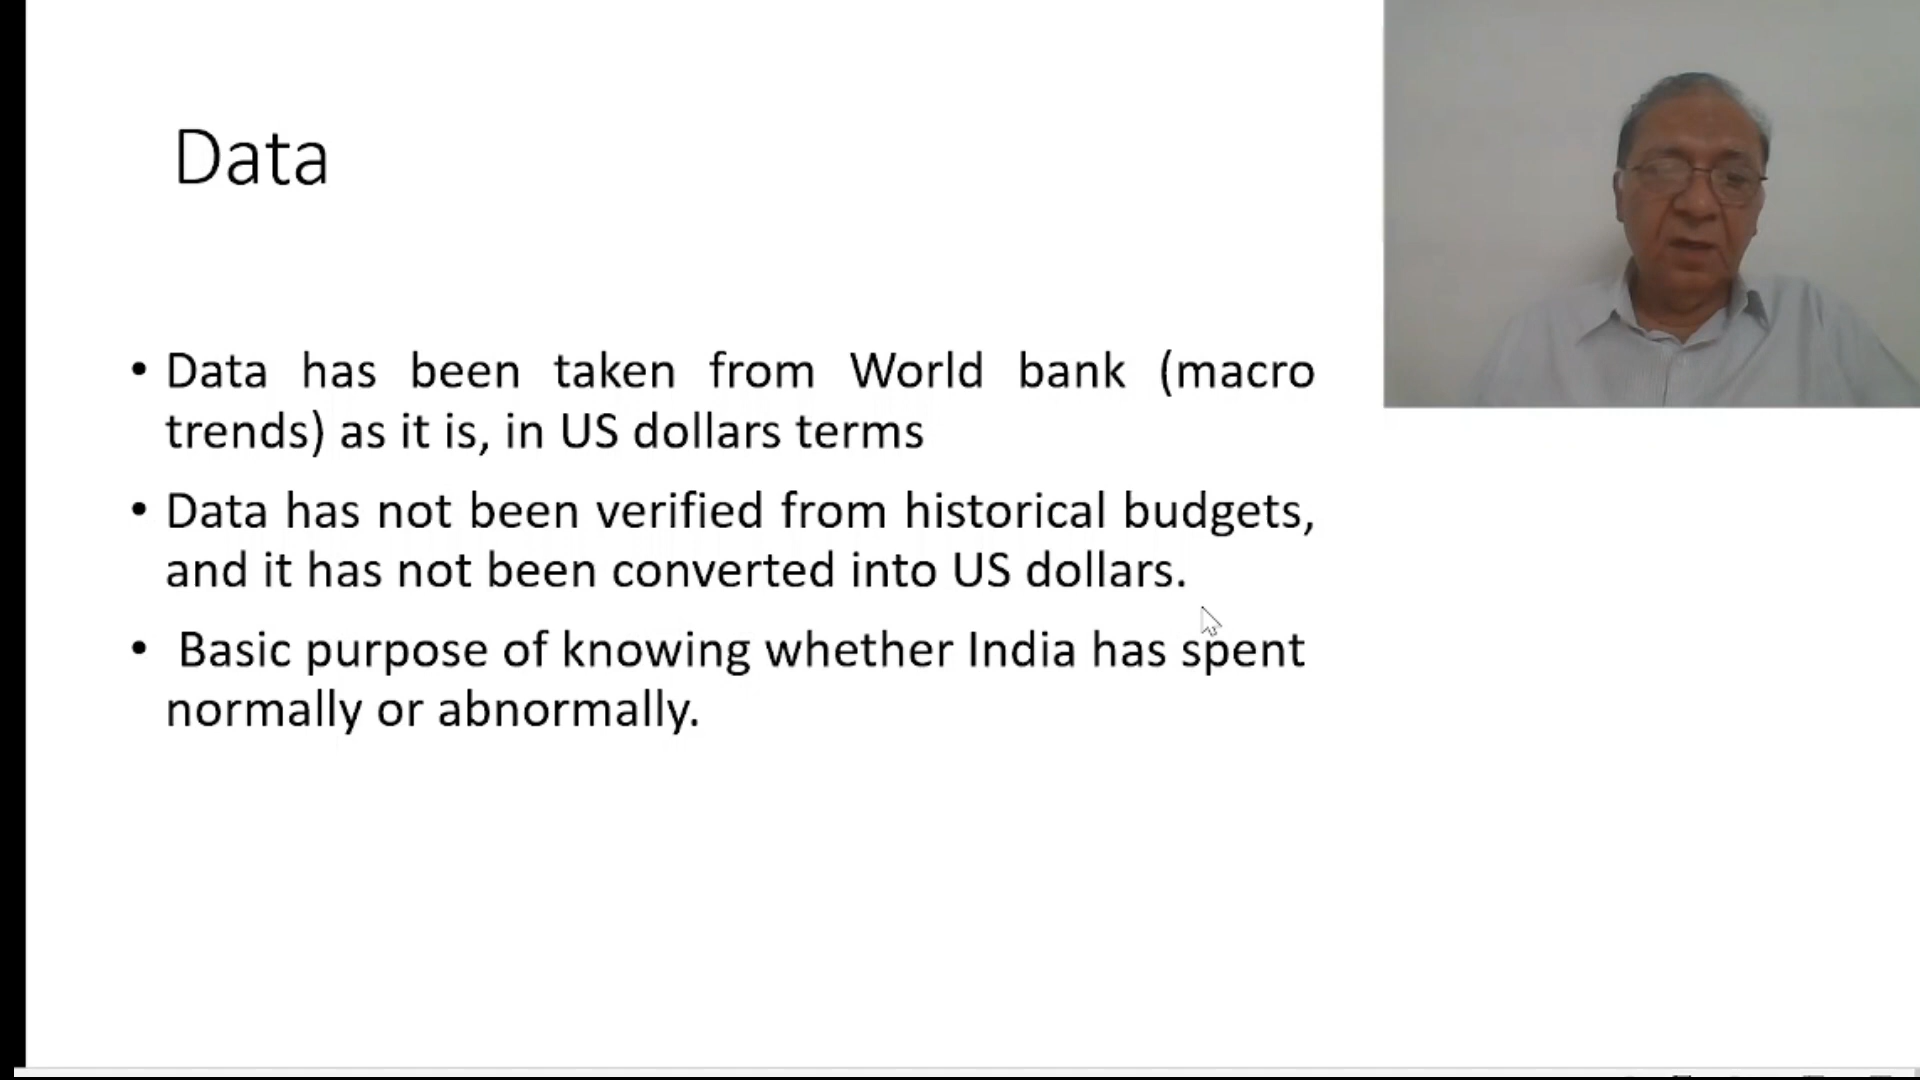 Data
• Data has been taken from World bank (macro
trends) as it is, in US dollars terms
• Data has not been verified from historical budgets,
and it has not been converted into US dollars.
• Basic purpose of knowing whether India has spent
normally or abnormally.